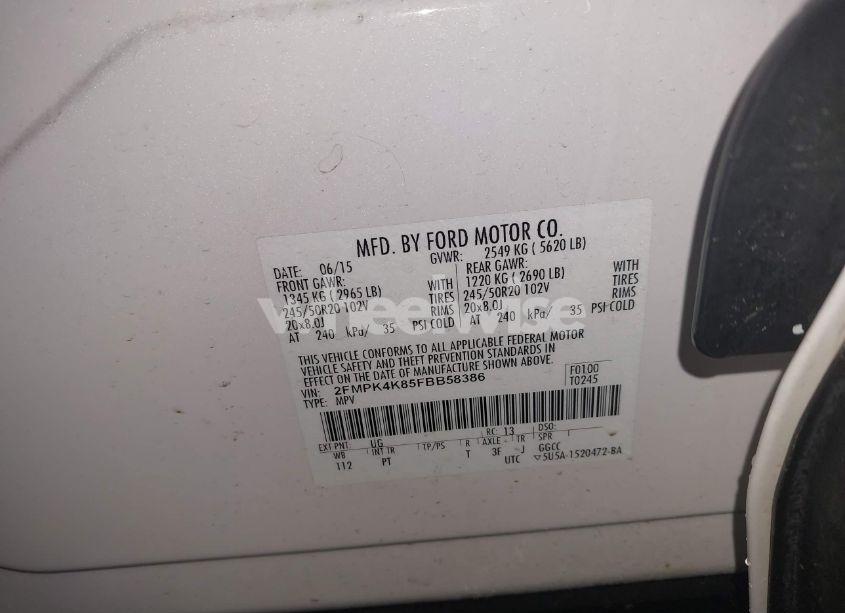 MFD. BY FORD MOTOR CO.
DATE: 06/15 GVWR: 2549 KG ( 5620 LB)
FRONT GAWR: REAR GAWR:
1345 KG ( 2965 LB) WITH 1220 KG ( 2690 LB) WITH
245/50R20 102V TIRES 245/50R20 102V TIRES
20x8.0J RIMS 20x8.0J RIMS
AT 240 kPa/ 35 PSI COLD AT 240 kPa/ 35 PSI COLD
THIS VEHICLE CONFORMS TO ALL APPLICABLE FEDERAL MOTOR
VEHICLE SAFETY AND THEFT PREVENTION STANDARDS IN
EFFECT ON THE DATE OF MANUFACTURE SHOWN ABOVE.
VIN: 2FMPK4K85FBB58386 F0100
TYPE: MPV T0245
EXT PNT: UG RC: 13 DSO:
WB INT TR TP/PS R AXLE TR SPR
112 PT T 3F J GGCC
UTC ▽5U5A-1520472-BA
wheelwise